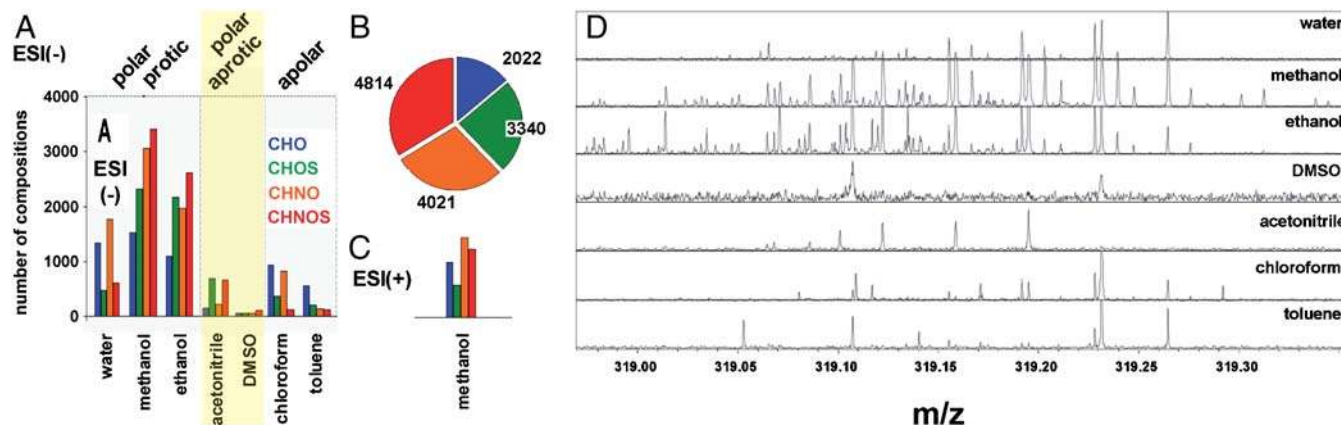 A
ESI(-)
polar
protic
polar
aprotic
apolar
4000
3000
2000
1000
0
number of compositions
A
ESI
(-)
CHO
CHOS
CHNO
CHNOS
water
methanol
ethanol
acetonitrile
DMSO
chloroform
toluene
B
2022
3340
4021
4814
C
ESI(+)
methanol
D
water
methanol
ethanol
DMSO
acetonitrile
chloroform
toluene
319.00 319.05 319.10 319.15 319.20 319.25 319.30
m/z